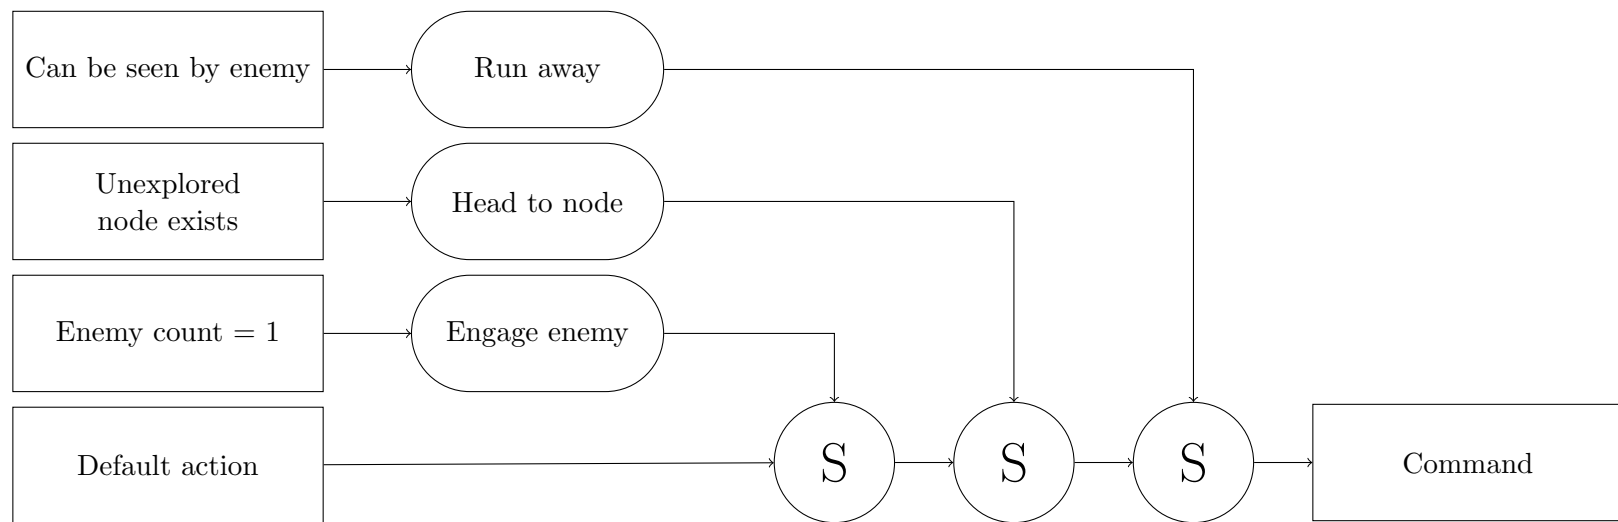 Can be seen by enemy
Run away
Unexplored
node exists
Head to node
Enemy count = 1
Engage enemy
Default action
S
S
S
Command